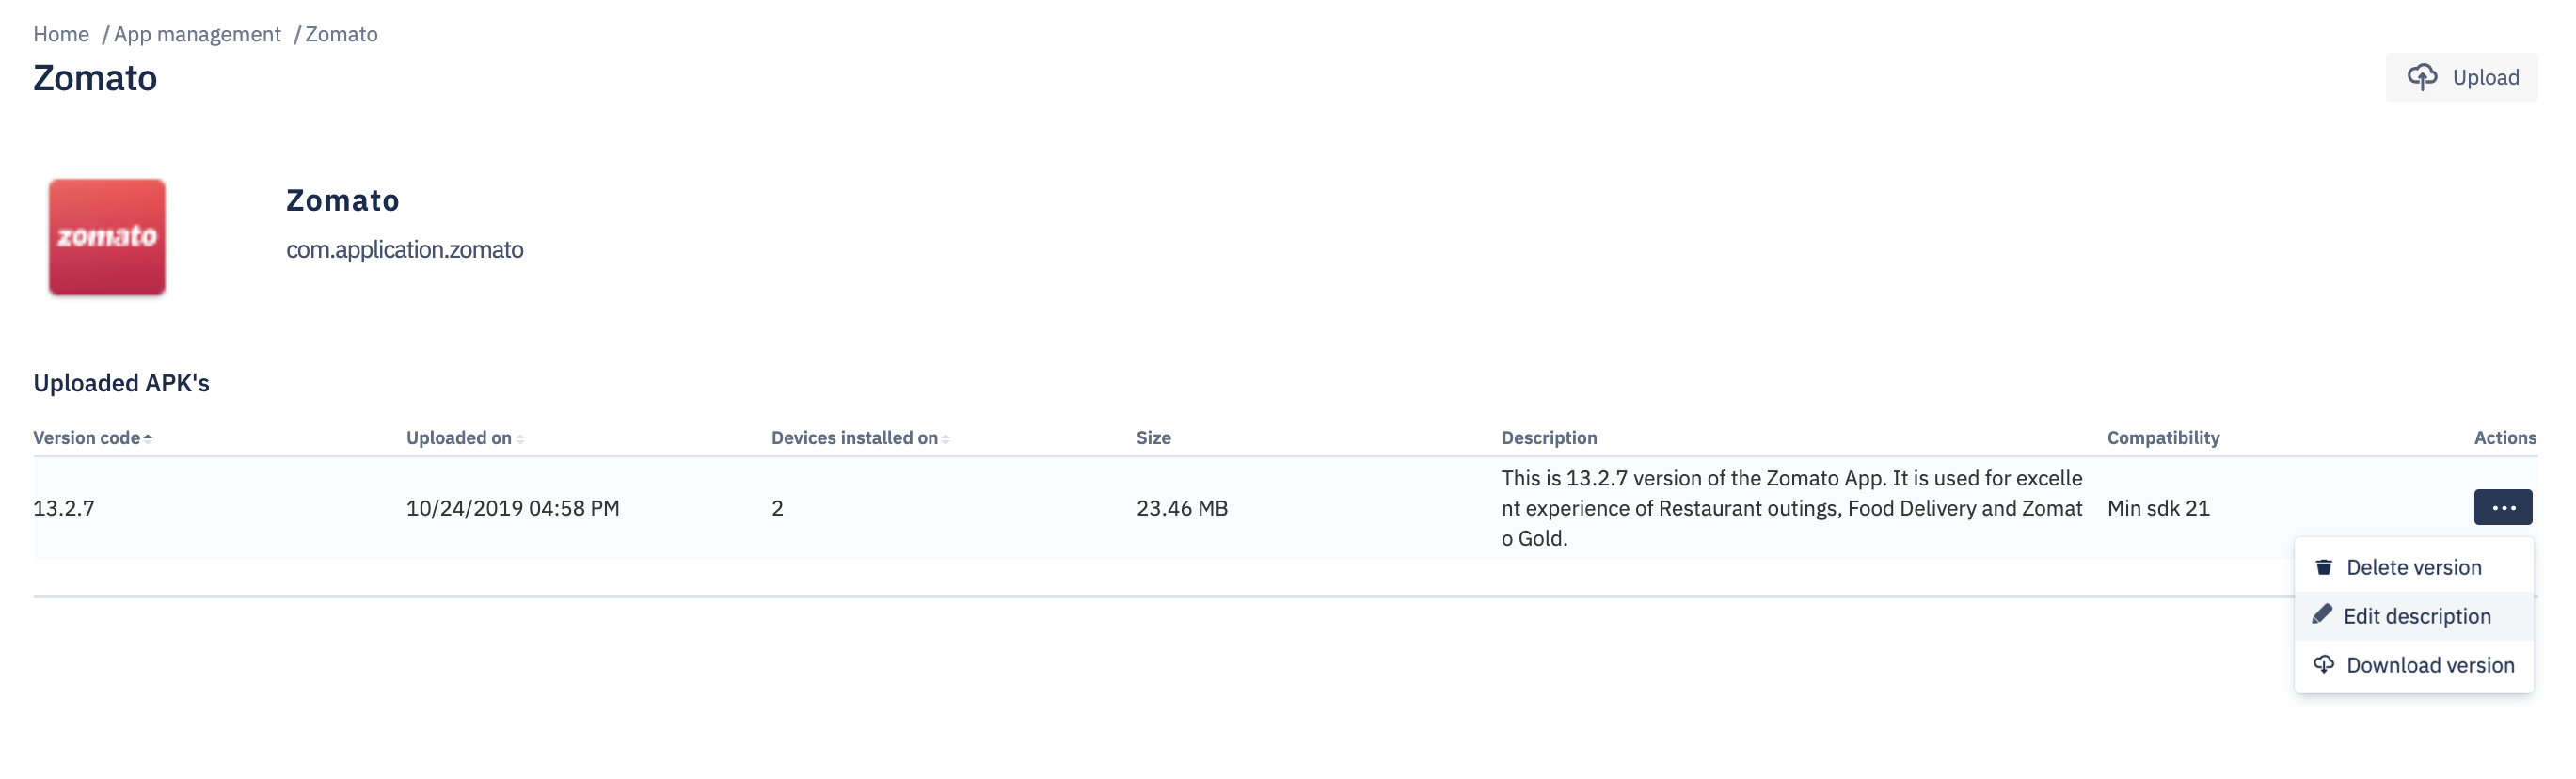 Home / App management / Zomato
Zomato
Upload
zomato
Zomato
com.application.zomato
Uploaded APK's
Version code Uploaded on Devices installed on Size Description Compatibility Actions
This is 13.2.7 version of the Zomato App. It is used for excelle
13.2.7 10/24/2019 04:58 PM 2 23.46 MB nt experience of Restaurant outings, Food Delivery and Zomat Min sdk 21 ...
o Gold.
Delete version
Edit description
Download version